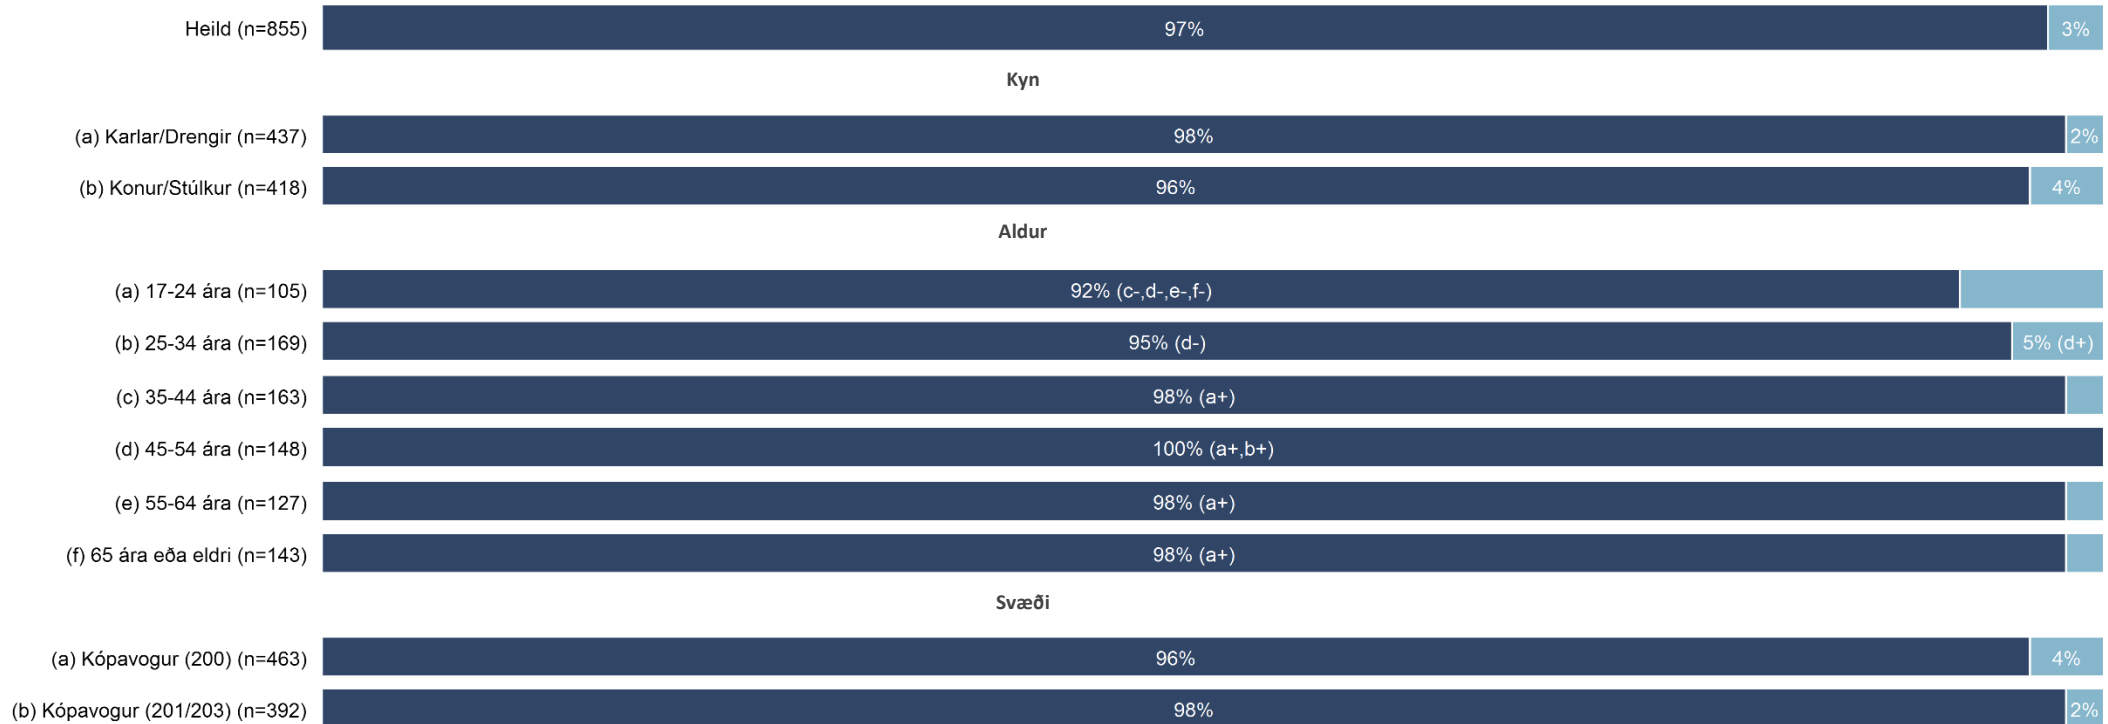 Heild (n=855) 97% 3%
Kyn
(a) Karlar/Drengir (n=437) 98% 2%
(b) Konur/Stúlkur (n=418) 96% 4%
Aldur
(a) 17-24 ára (n=105) 92% (c-,d-,e-,f-)
(b) 25-34 ára (n=169) 95% (d-) 5% (d+)
(c) 35-44 ára (n=163) 98% (a+)
(d) 45-54 ára (n=148) 100% (a+,b+)
(e) 55-64 ára (n=127) 98% (a+)
(f) 65 ára eða eldri (n=143) 98% (a+)
Svæði
(a) Kópavogur (200) (n=463) 96% 4%
(b) Kópavogur (201/203) (n=392) 98% 2%